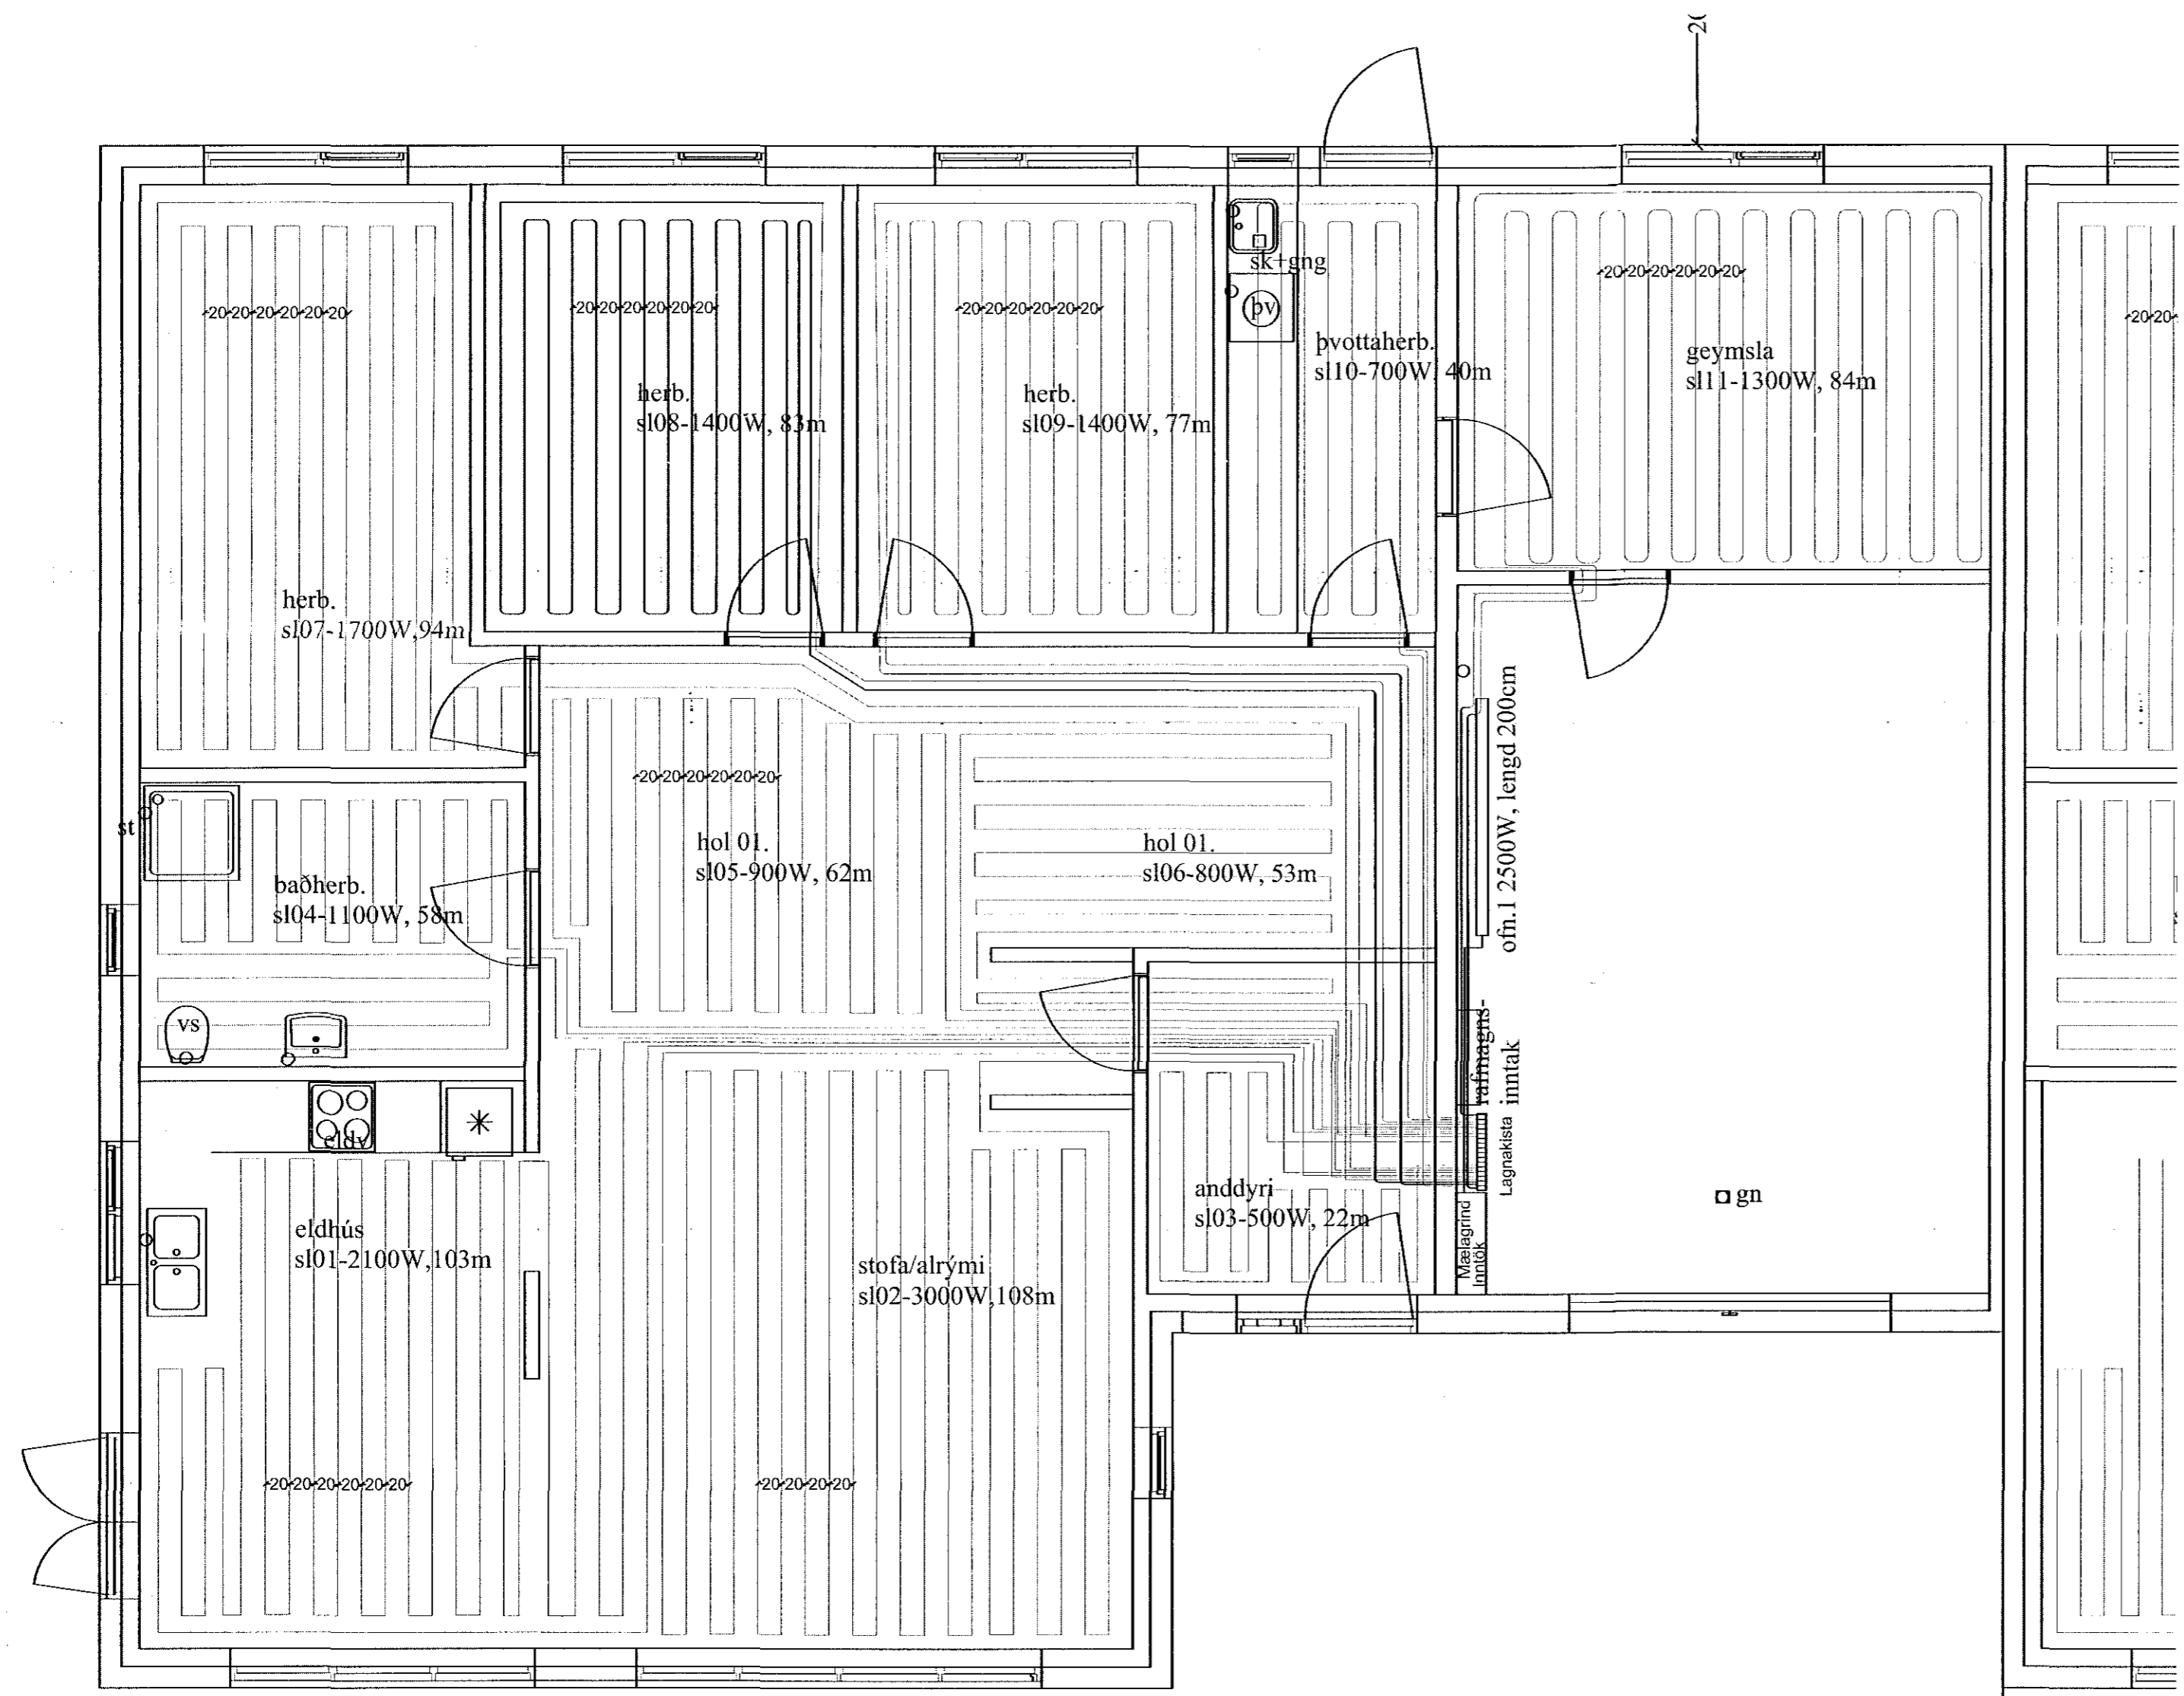 20-20-20-20-20-20
20-20-20-20-20-20
20-20-20-20-20-20
20-20-20-20-20-20
20-20
sk+gng
þv
þvottaherb.
sl10-700W, 40m
geymsla
sl11-1300W, 84m
herb.
sl08-1400W, 83m
herb.
sl09-1400W, 77m
herb.
sl07-1700W,94m
20-20-20-20-20-20
st
baðherb.
sl04-1100W, 58m
hol 01.
sl05-900W, 62m
hol 01.
sl06-800W, 53m
ofn.1 2500W, lengd 200cm
vs
rafmagns-
inntak
eldv
Lagnakista
anddyri
sl03-500W, 22m
Mælagrind
Inntök
gn
eldhús
sl01-2100W,103m
stofa/alrými
sl02-3000W,108m
20-20-20-20-20-20
20-20-20-20